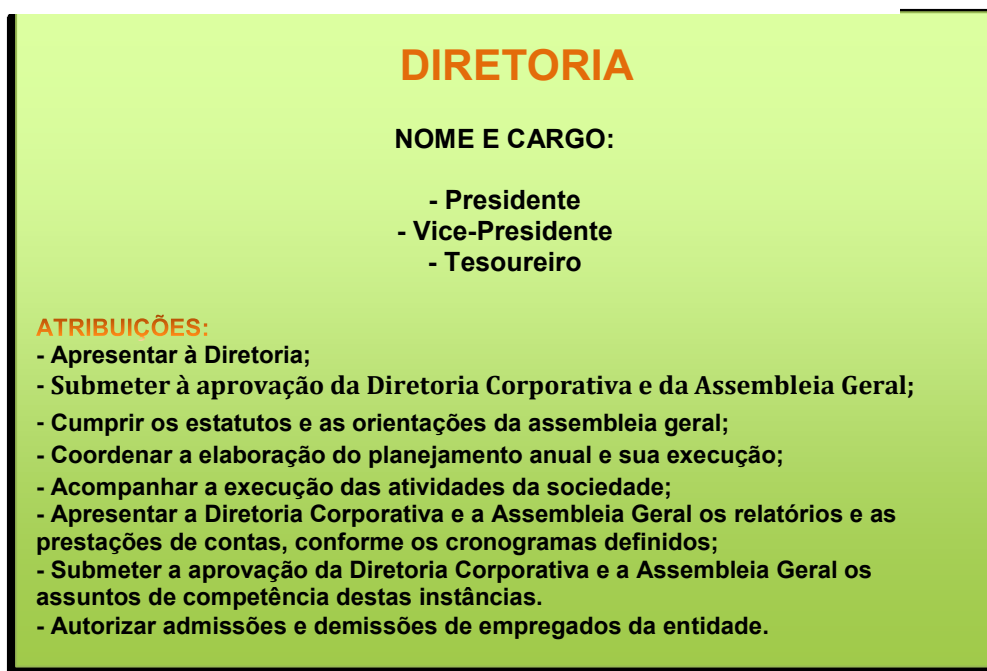 DIRETORIA
NOME E CARGO:
- Presidente
- Vice-Presidente
- Tesoureiro
ATRIBUIÇÕES:
- Apresentar à Diretoria;
- Submeter à aprovação da Diretoria Corporativa e da Assembleia Geral;
- Cumprir os estatutos e as orientações da assembleia geral;
- Coordenar a elaboração do planejamento anual e sua execução;
- Acompanhar a execução das atividades da sociedade;
- Apresentar a Diretoria Corporativa e a Assembleia Geral os relatórios e as
prestações de contas, conforme os cronogramas definidos;
- Submeter a aprovação da Diretoria Corporativa e a Assembleia Geral os
assuntos de competência destas instâncias.
- Autorizar admissões e demissões de empregados da entidade.